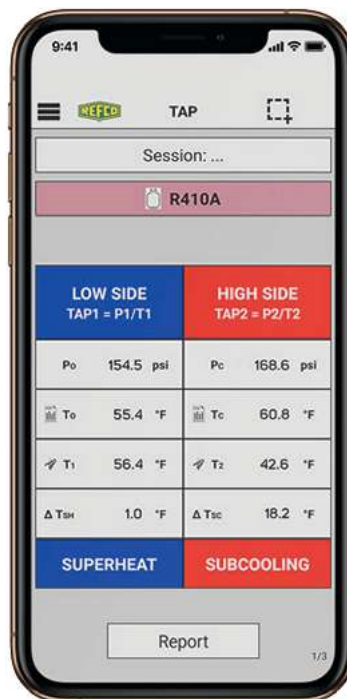 9:41
REFCO TAP
Session: ...
R410A
LOW SIDE HIGH SIDE
TAP1 = P1/T1 TAP2 = P2/T2
Po 154.5 psi Pc 168.6 psi
To 55.4 °F Tc 60.8 °F
T1 56.4 °F T2 42.6 °F
Δ TSH 1.0 °F Δ TSC 18.2 °F
SUPERHEAT SUBCOOLING
Report
1/3